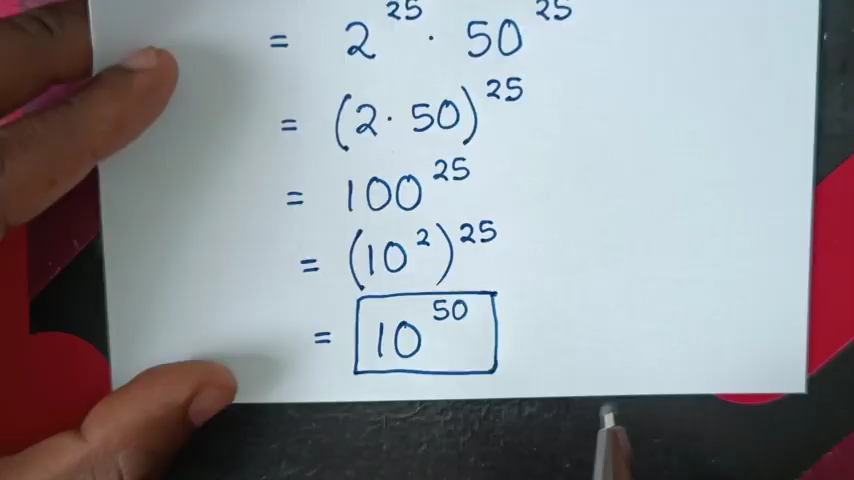 = 2^25 · 50^25
= (2 · 50)^25
= 100^25
= (10^2)^25
= 10^50